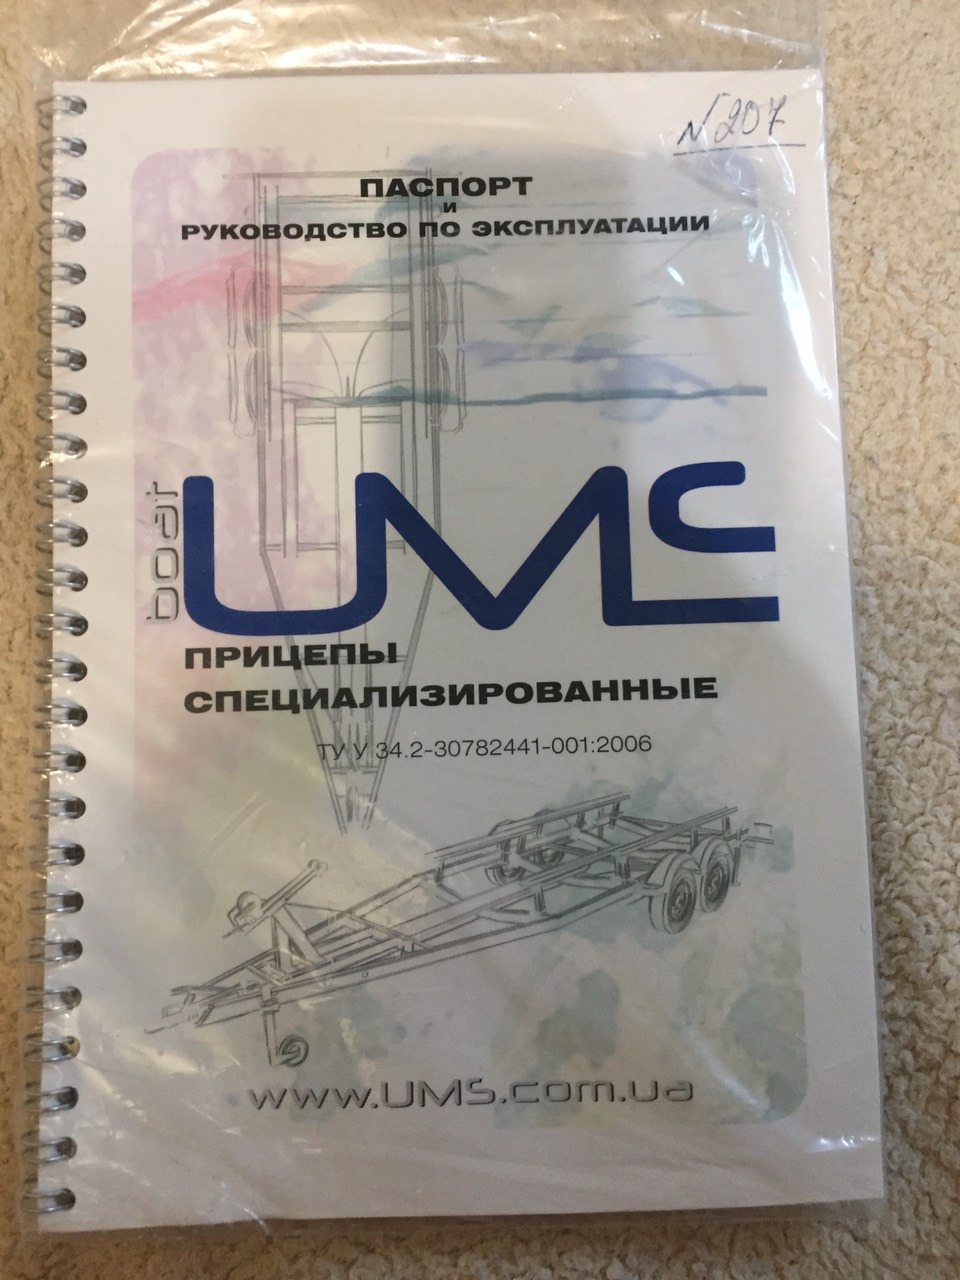 №207
ПАСПОРТ
и
РУКОВОДСТВО ПО ЭКСПЛУАТАЦИИ
boat
UMS
ПРИЦЕПЫ
СПЕЦИАЛИЗИРОВАННЫЕ
ТУ У 34.2-30782441-001:2006
www.UMS.com.ua